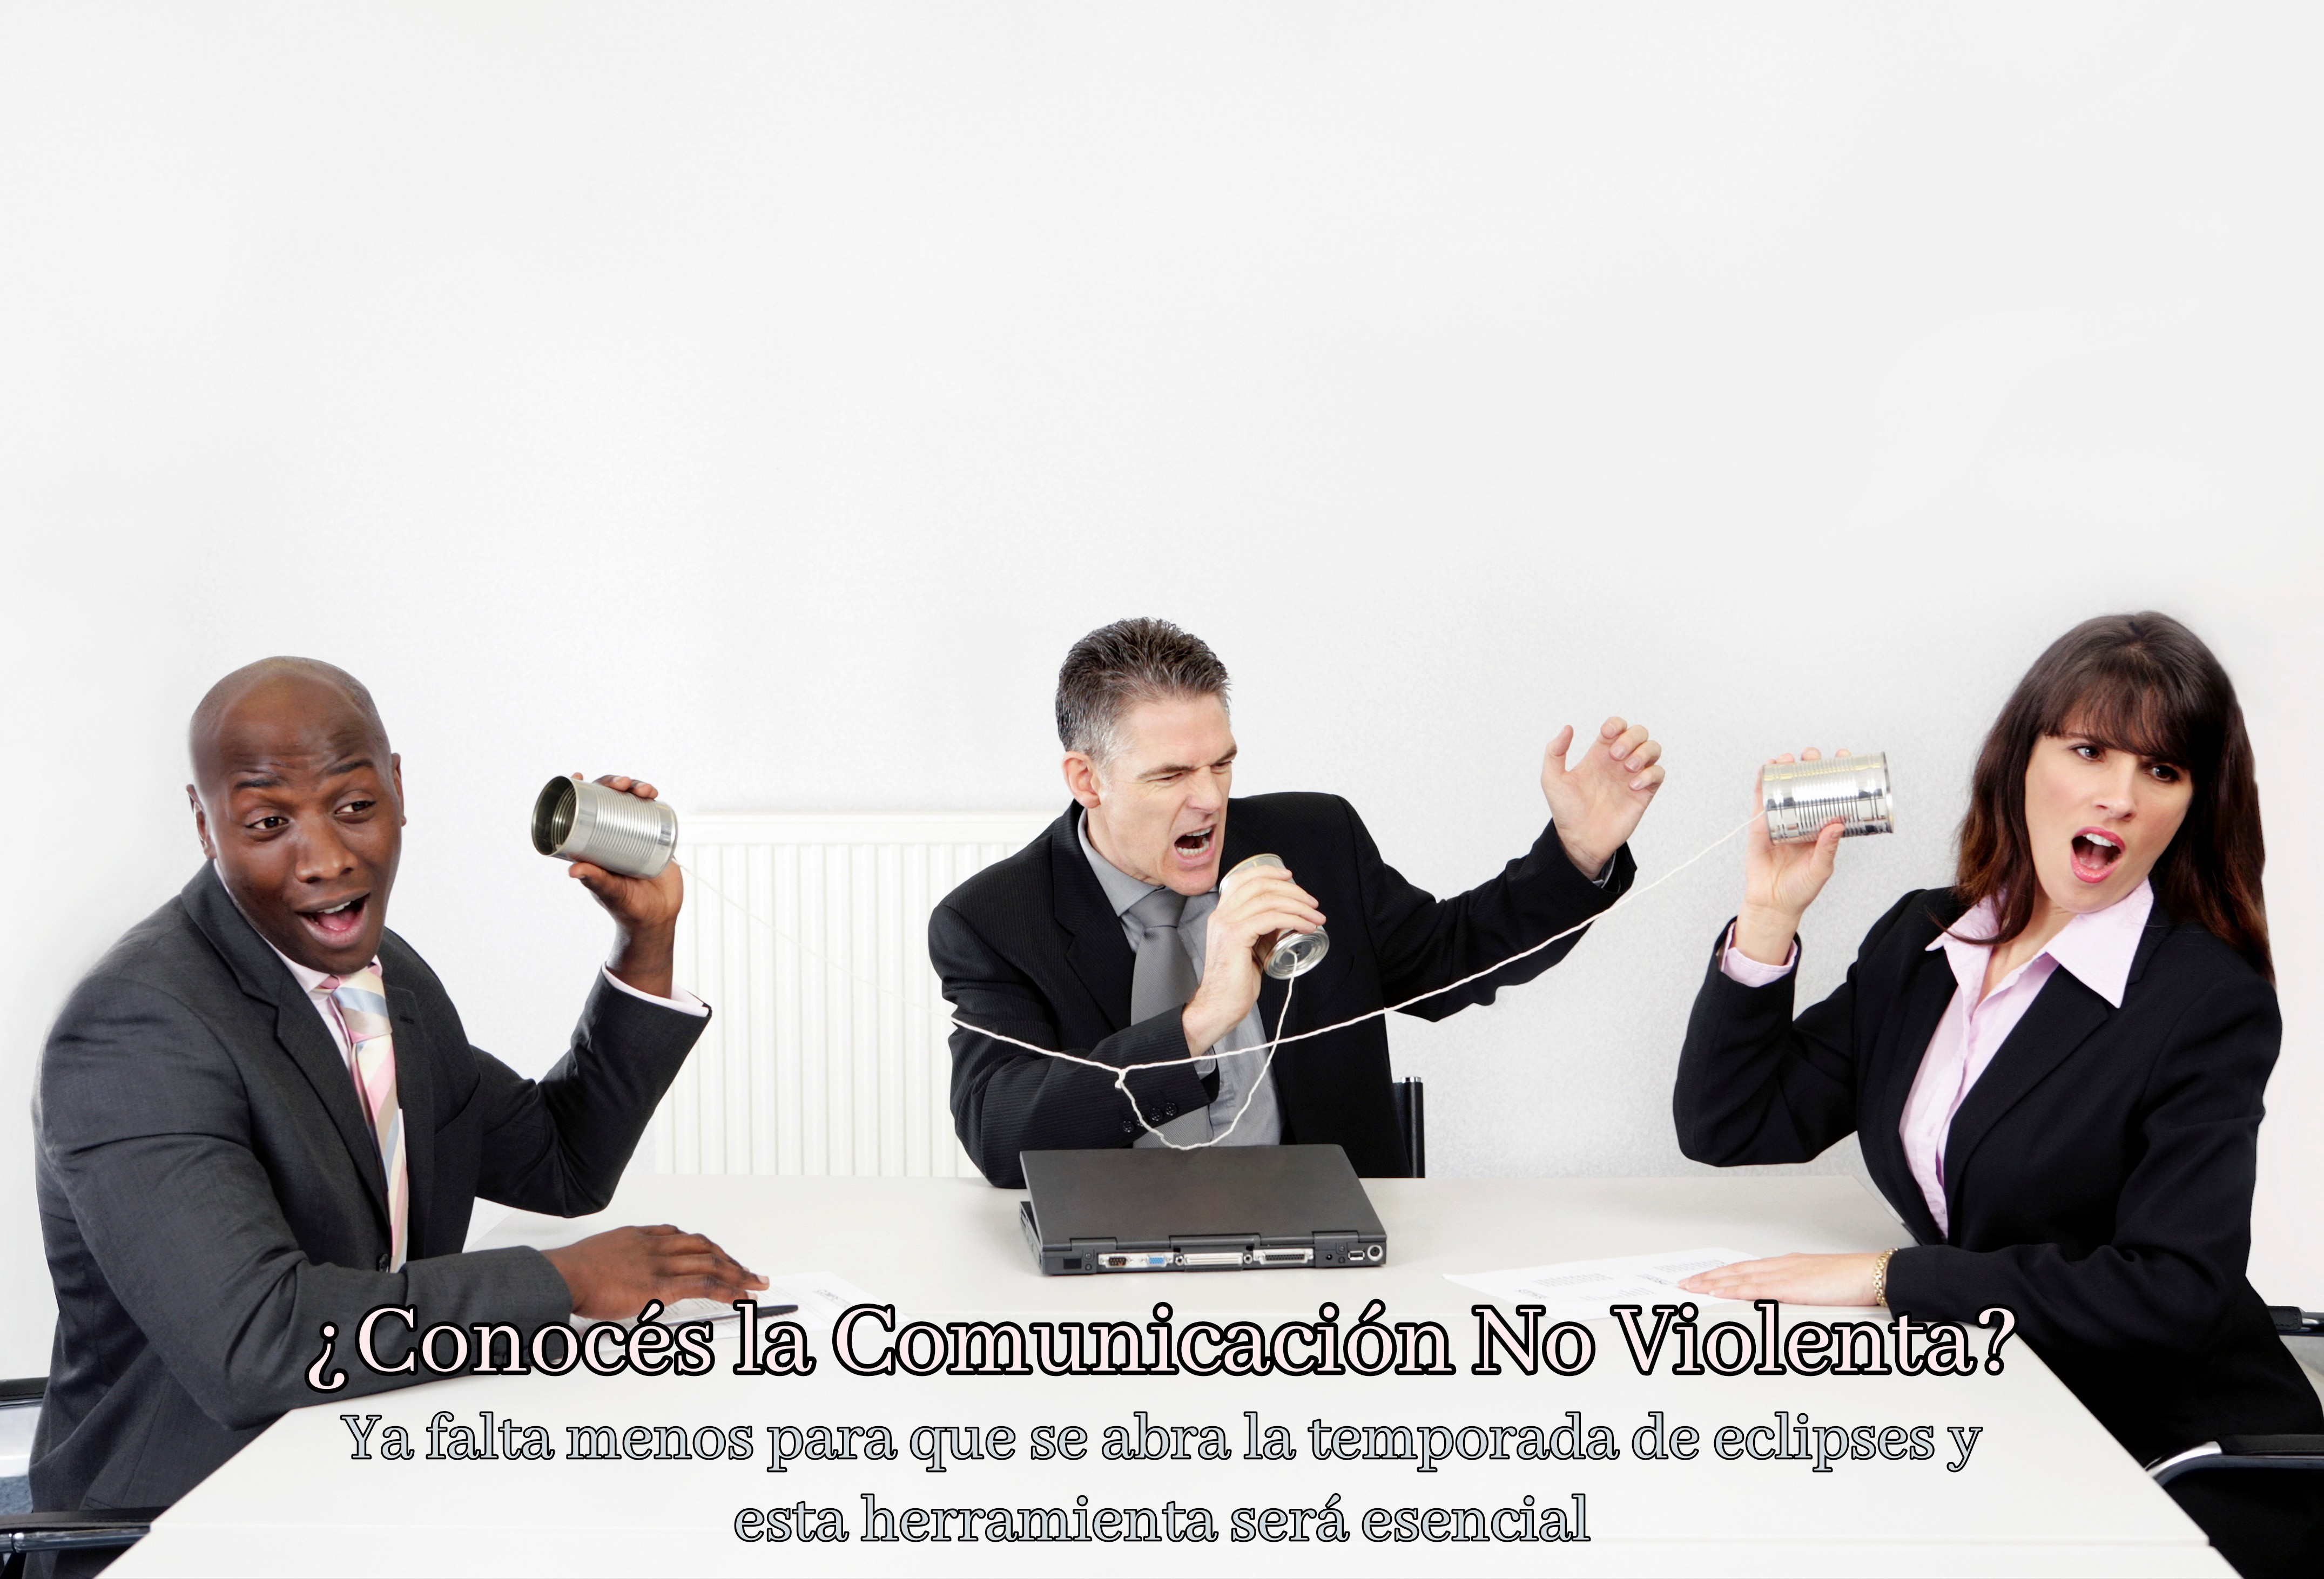 ¿Conocés la Comunicación No Violenta?
Ya falta menos para que se abra la temporada de eclipses y
esta herramienta será esencial